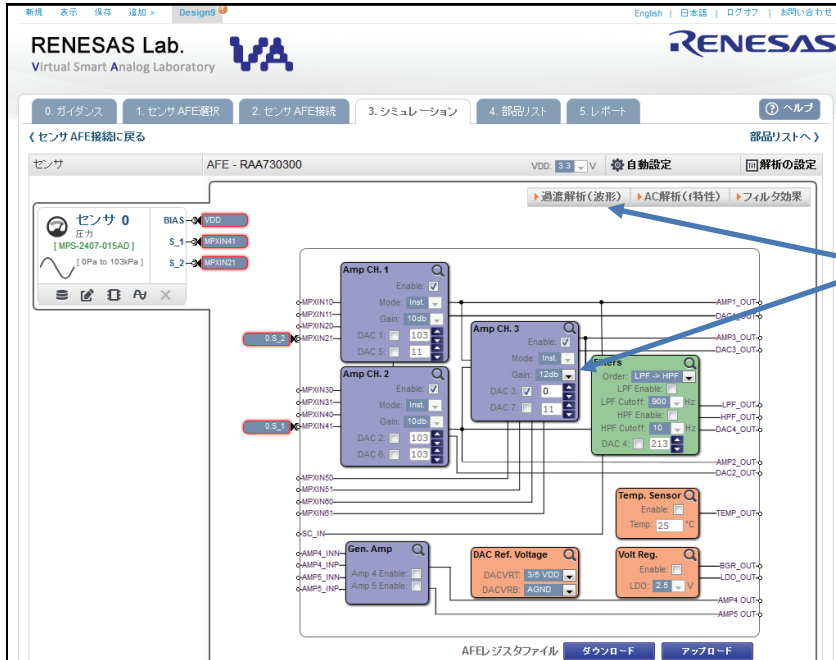 新規 表示 保存 追加 > Design9 English | 日本語 | ログオフ | お問い合わせ
RENESAS Lab.
Virtual Smart Analog Laboratory
VA
RENESAS
0. ガイダンス 1. センサAFE選択 2. センサAFE接続 3. シミュレーション 4. 部品リスト 5. レポート ? ヘルプ
《センサAFE接続に戻る 部品リストへ》
センサ AFE - RAA730300 VDD: 3.3 V 自動設定 解析の設定
過渡解析(波形) AC解析(f特性) フィルタ効果
センサ 0
圧力
[ MPS-2407-015AD ]
[ 0Pa to 103kPa ]
BIAS VDD
S_1 MPXIN41
S_2 MPXIN21
0.S_2
0.S_1
MPXIN10
MPXIN11
MPXIN20
MPXIN21
MPXIN30
MPXIN31
MPXIN40
MPXIN41
MPXIN50
MPXIN51
MPXIN60
MPXIN61
SC_IN
AMP4_INN
AMP4_INP
AMP5_INN
AMP5_INP
Amp CH. 1
Enable:
Mode: Inst.
Gain: 10db
DAC 1: 103
DAC 5: 11
Amp CH. 2
Enable:
Mode: Inst.
Gain: 10db
DAC 2: 103
DAC 6: 103
Amp CH. 3
Enable:
Mode: Inst.
Gain: 12db
DAC 3: 0
DAC 7: 11
ers
Order: LPF -> HPF
LPF Enable:
LPF Cutoff: 900 Hz
HPF Enable:
HPF Cutoff: 10 Hz
DAC 4: 213
Temp. Sensor
Enable:
Temp: 25 °C
Gen. Amp
Amp 4 Enable:
Amp 5 Enable:
DAC Ref. Voltage
DACVRT: 3/5 VDD
DACVRB: AGND
Volt Reg.
Enable:
LDO: 2.5 V
AMP1_OUT
DAC1_OUT
AMP3_OUT
DAC3_OUT
LPF_OUT
HPF_OUT
DAC4_OUT
AMP2_OUT
DAC2_OUT
TEMP_OUT
BGR_OUT
LDO_OUT
AMP4 OUT
AMP5 OUT
AFEレジスタファイル ダウンロード アップロード